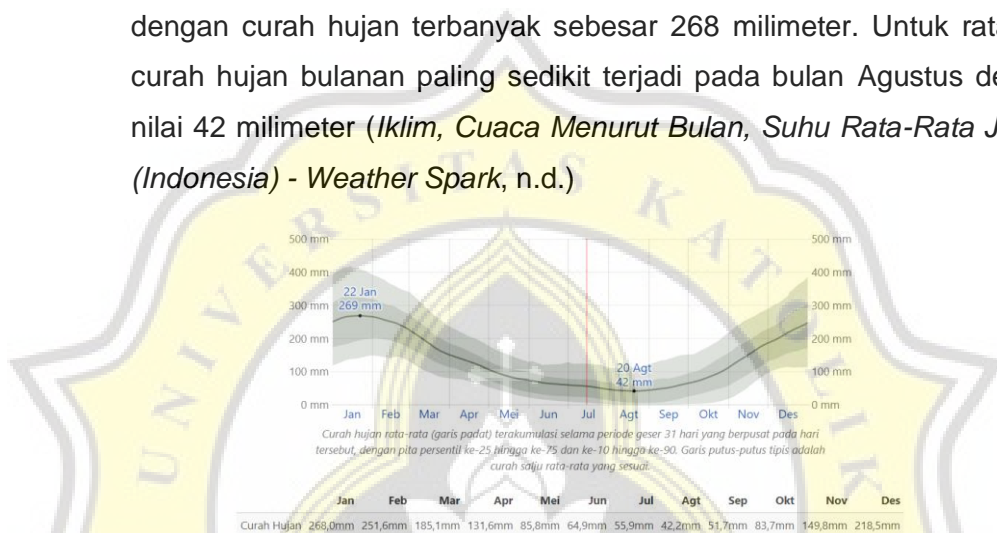 dengan curah hujan terbanyak sebesar 268 milimeter. Untuk rata
curah hujan bulanan paling sedikit terjadi pada bulan Agustus de
nilai 42 milimeter (Iklim, Cuaca Menurut Bulan, Suhu Rata-Rata J
(Indonesia) - Weather Spark, n.d.)
UNIVERSITAS KATOLIK
500 mm 500 mm
400 mm 400 mm
22 Jan
300 mm 269 mm 300 mm
200 mm 200 mm
20 Agt
100 mm 42 mm 100 mm
0 mm 0 mm
Jan Feb Mar Apr Mei Jun Jul Agt Sep Okt Nov Des
Curah hujan rata-rata (garis padat) terakumulasi selama periode geser 31 hari yang berpusat pada hari
tersebut, dengan pita persentil ke-25 hingga ke-75 dan ke-10 hingga ke-90. Garis putus-putus tipis adalah
curah salju rata-rata yang sesuai.
Jan Feb Mar Apr Mei Jun Jul Agt Sep Okt Nov Des
Curah Hujan 268,0mm 251,6mm 185,1mm 131,6mm 85,8mm 64,9mm 55,9mm 42,2mm 51,7mm 83,7mm 149,8mm 218,5mm